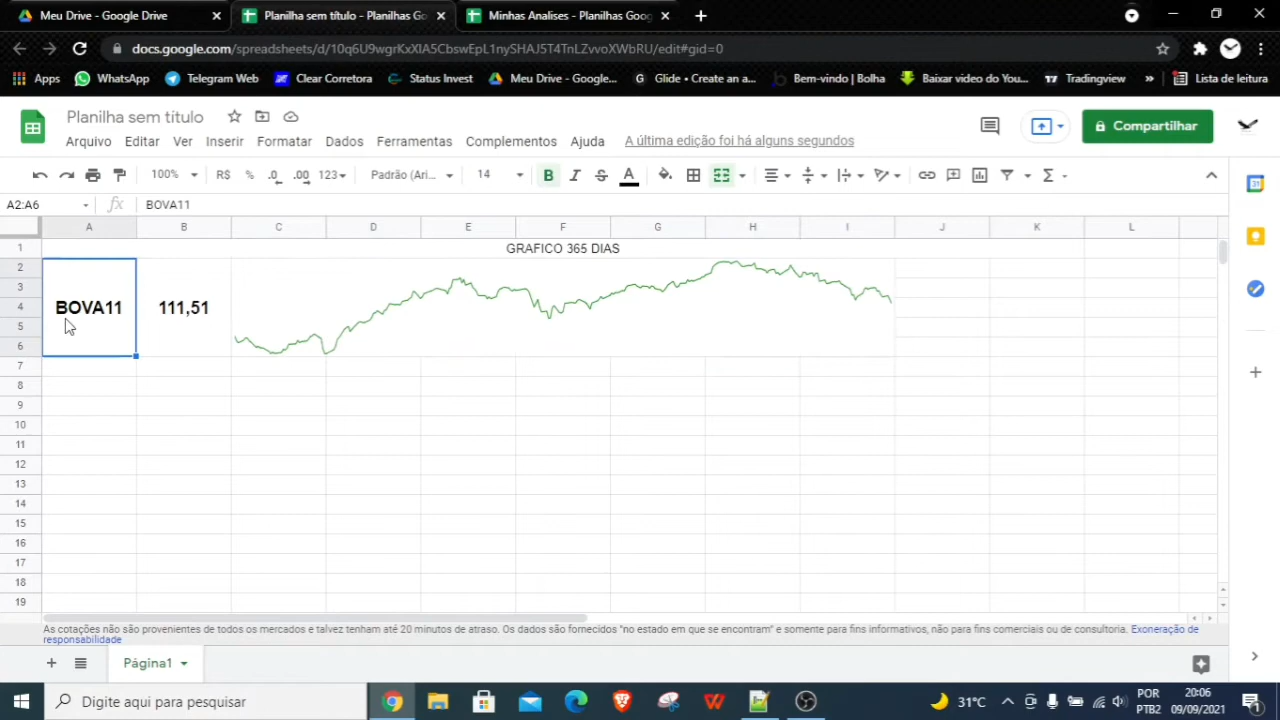 Meu Drive - Google Drive
Planilha sem título - Planilhas Go
Minhas Analises - Planilhas Goog
docs.google.com/spreadsheets/d/10q6U9wgrKxXIA5CbswEpL1nySHAJ5T4TnLZvvoXWbRU/edit#gid=0
Apps WhatsApp Telegram Web Clear Corretora Status Invest Meu Drive - Google... Glide • Create an a... Bem-vindo | Bolha Baixar video do You... Tradingview » Lista de leitura
Planilha sem título
Arquivo Editar Ver Inserir Formatar Dados Ferramentas Complementos Ajuda A última edição foi há alguns segundos
Compartilhar
100% R$ % .0 .00 123 Padrão (Ari... 14 B I S A Σ
A2:A6 fx BOVA11
A B C D E F G H I J K L
1 GRAFICO 365 DIAS
2
3
4 BOVA11 111,51
5
6
7
8
9
10
11
12
13
14
15
16
17
18
19
As cotações não são provenientes de todos os mercados e talvez tenham até 20 minutos de atraso. Os dados são fornecidos "no estado em que se encontram" e somente para fins informativos, não para fins comerciais ou de consultoria. Exoneração de
responsabilidade
Página1
Digite aqui para pesquisar
31°C
POR
PTB2
20:06
09/09/2021